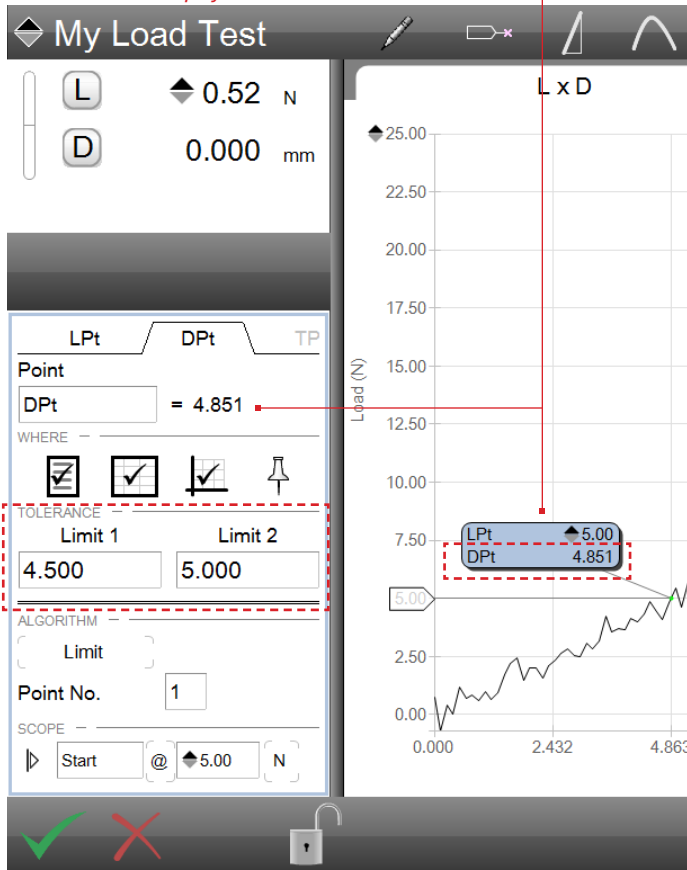 My Load Test
L 0.52 N
D 0.000 mm
LPt DPt TP
Point
DPt = 4.851
WHERE
TOLERANCE
Limit 1 Limit 2
4.500 5.000
ALGORITHM
Limit
Point No. 1
SCOPE
Start @ 5.00 N
L x D
25.00
22.50
20.00
17.50
15.00
12.50
10.00
7.50
5.00
2.50
0.00
Load (N)
LPt 5.00
DPt 4.851
0.000 2.432 4.863